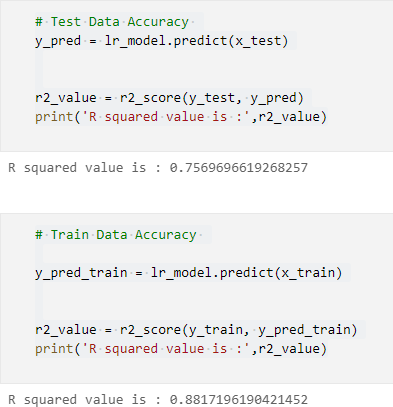 # Test Data Accuracy
y_pred = lr_model.predict(x_test)
r2_value = r2_score(y_test, y_pred)
print('R squared value is :',r2_value)
R squared value is : 0.7569696619268257
# Train Data Accuracy
y_pred_train = lr_model.predict(x_train)
r2_value = r2_score(y_train, y_pred_train)
print('R squared value is :',r2_value)
R squared value is : 0.8817196190421452